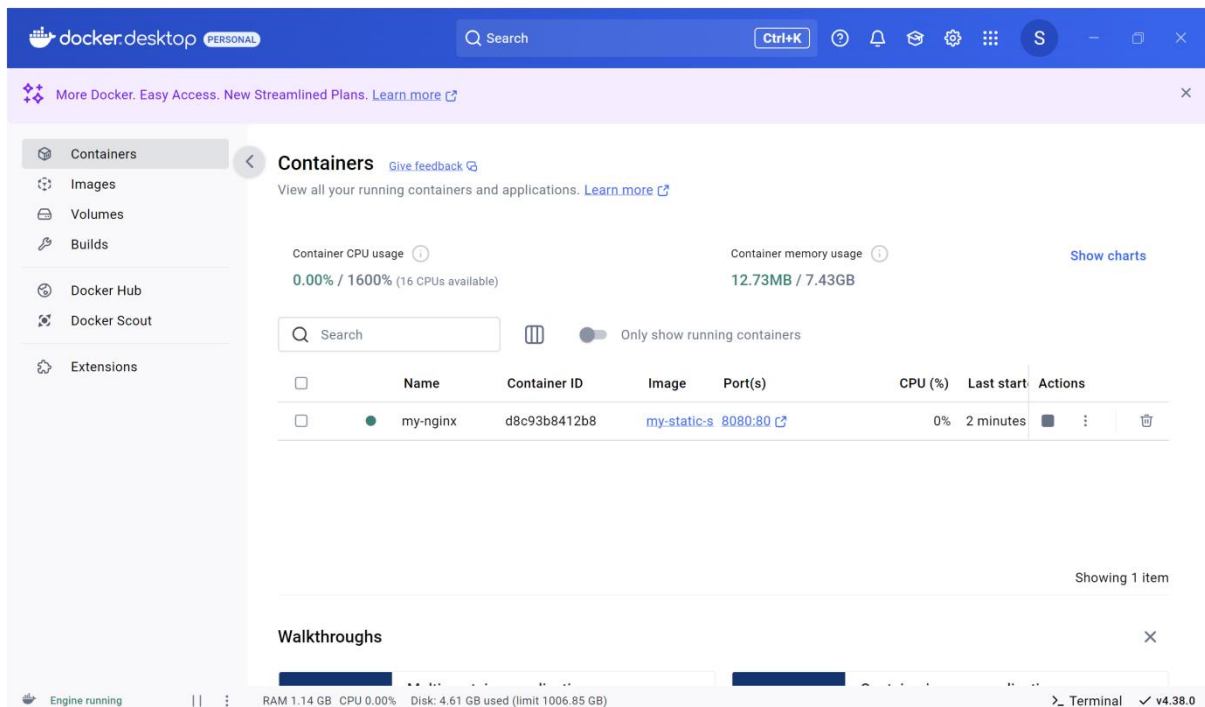 docker.desktop PERSONAL
Search
Ctrl+K
S
More Docker. Easy Access. New Streamlined Plans. Learn more
Containers
Images
Volumes
Builds
Docker Hub
Docker Scout
Extensions
Containers Give feedback
View all your running containers and applications. Learn more
Container CPU usage
0.00% / 1600% (16 CPUs available)
Container memory usage
12.73MB / 7.43GB
Show charts
Search
Only show running containers
Name Container ID Image Port(s) CPU (%) Last start Actions
my-nginx d8c93b8412b8 my-static-s 8080:80 0% 2 minutes
Showing 1 item
Walkthroughs
Engine running
RAM 1.14 GB CPU 0.00% Disk: 4.61 GB used (limit 1006.85 GB)
Terminal v4.38.0